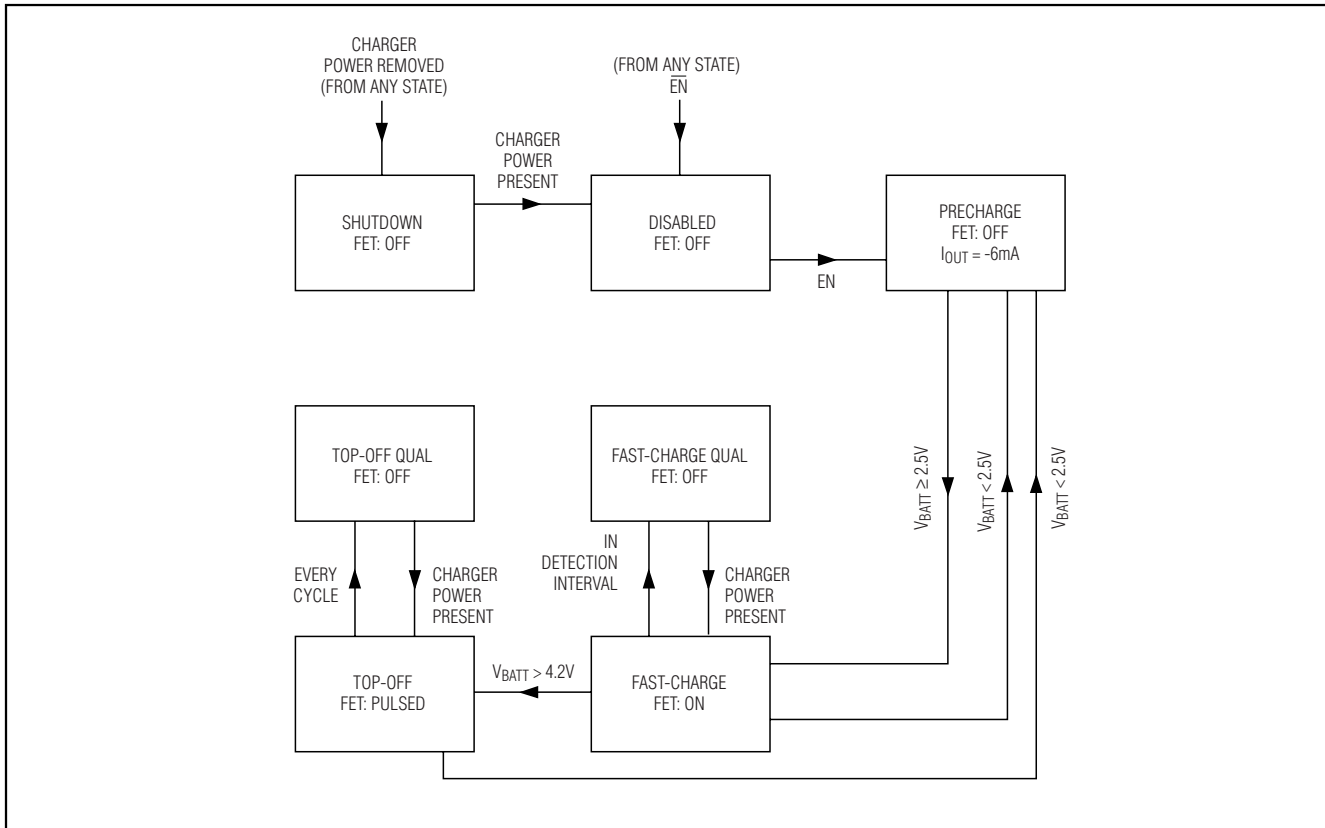 CHARGER
POWER REMOVED
(FROM ANY STATE)
(FROM ANY STATE)
E̅N̅
CHARGER
POWER
PRESENT
SHUTDOWN
FET: OFF
DISABLED
FET: OFF
PRECHARGE
FET: OFF
IOUT = -6mA
EN
TOP-OFF QUAL
FET: OFF
FAST-CHARGE QUAL
FET: OFF
VBATT ≥ 2.5V
VBATT < 2.5V
VBATT < 2.5V
EVERY
CYCLE
CHARGER
POWER
PRESENT
IN
DETECTION
INTERVAL
CHARGER
POWER
PRESENT
TOP-OFF
FET: PULSED
VBATT > 4.2V
FAST-CHARGE
FET: ON